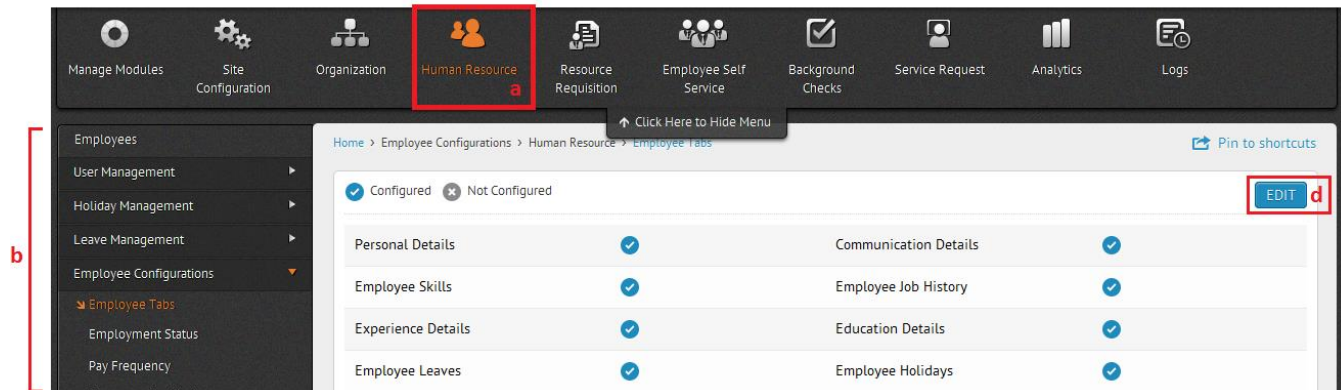 Manage Modules
Site
Configuration
Organization
Human Resource
a
Resource
Requisition
Employee Self
Service
Background
Checks
Service Request
Analytics
Logs
Click Here to Hide Menu
b
Employees
User Management
Holiday Management
Leave Management
Employee Configurations
Employee Tabs
Employment Status
Pay Frequency
Home > Employee Configurations > Human Resource > Employee Tabs
Pin to shortcuts
Configured Not Configured
EDIT d
Personal Details Communication Details
Employee Skills Employee Job History
Experience Details Education Details
Employee Leaves Employee Holidays